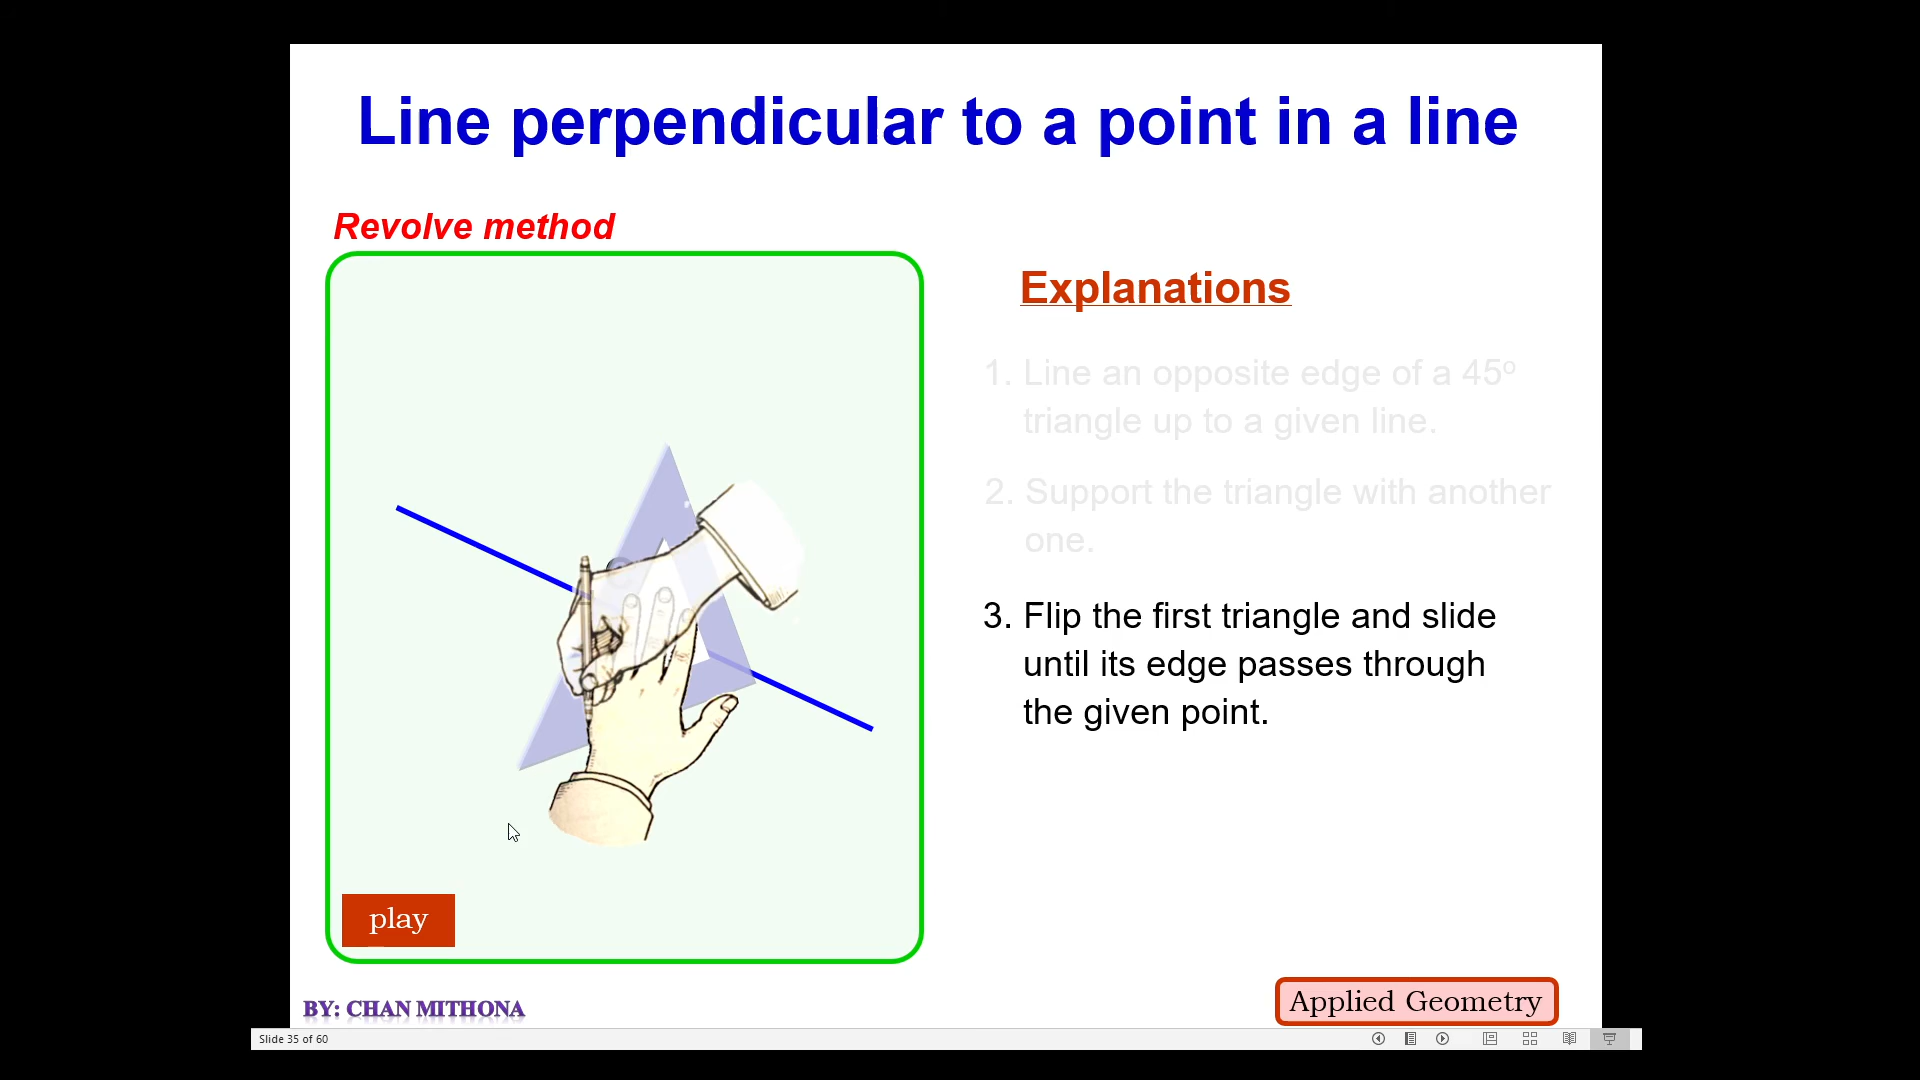 Line perpendicular to a point in a line
Revolve method
Explanations
1. Line an opposite edge of a 45º
triangle up to a given line.
2. Support the triangle with another
one.
3. Flip the first triangle and slide
until its edge passes through
the given point.
play
BY: CHAN MITHONA
Applied Geometry
Slide 35 of 60